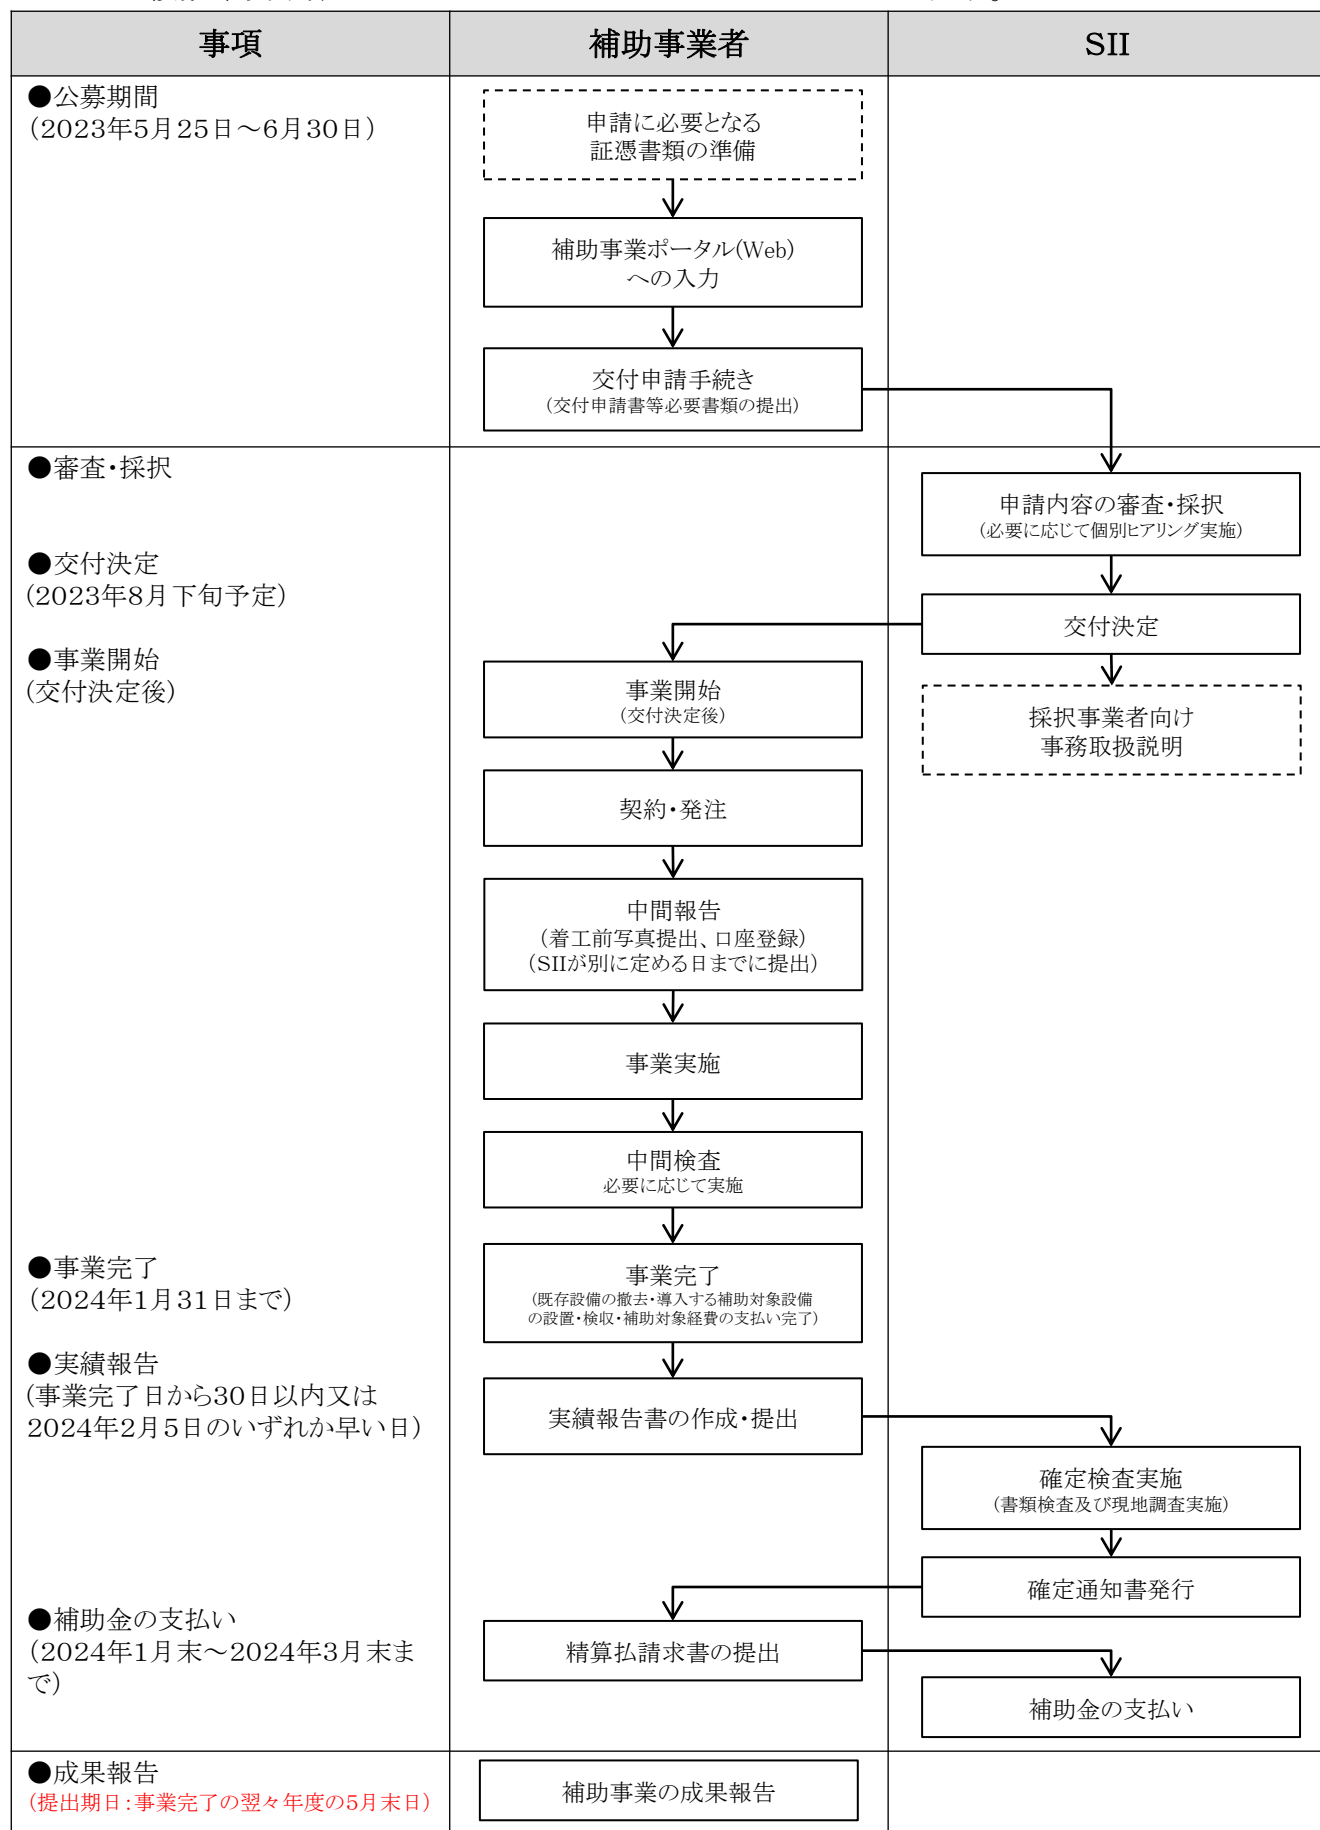 事項
補助事業者
SII
●公募期間
(2023年5月25日～6月30日)
申請に必要となる
証憑書類の準備
補助事業ポータル(Web)
への入力
交付申請手続き
(交付申請書等必要書類の提出)
●審査・採択
申請内容の審査・採択
(必要に応じて個別ヒアリング実施)
●交付決定
(2023年8月下旬予定)
交付決定
●事業開始
(交付決定後)
事業開始
(交付決定後)
採択事業者向け
事務取扱説明
契約・発注
中間報告
(着工前写真提出、口座登録)
(SIIが別に定める日までに提出)
事業実施
中間検査
必要に応じて実施
●事業完了
(2024年1月31日まで)
事業完了
(既存設備の撤去・導入する補助対象設備
の設置・検収・補助対象経費の支払い完了)
●実績報告
(事業完了日から30日以内又は
2024年2月5日のいずれか早い日)
実績報告書の作成・提出
確定検査実施
(書類検査及び現地調査実施)
確定通知書発行
●補助金の支払い
(2024年1月末～2024年3月末ま
で)
精算払請求書の提出
補助金の支払い
●成果報告
(提出期日：事業完了の翌々年度の5月末日)
補助事業の成果報告